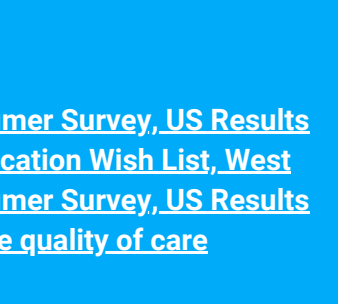 mer Survey, US Results
cation Wish List, West
mer Survey, US Results
e quality of care